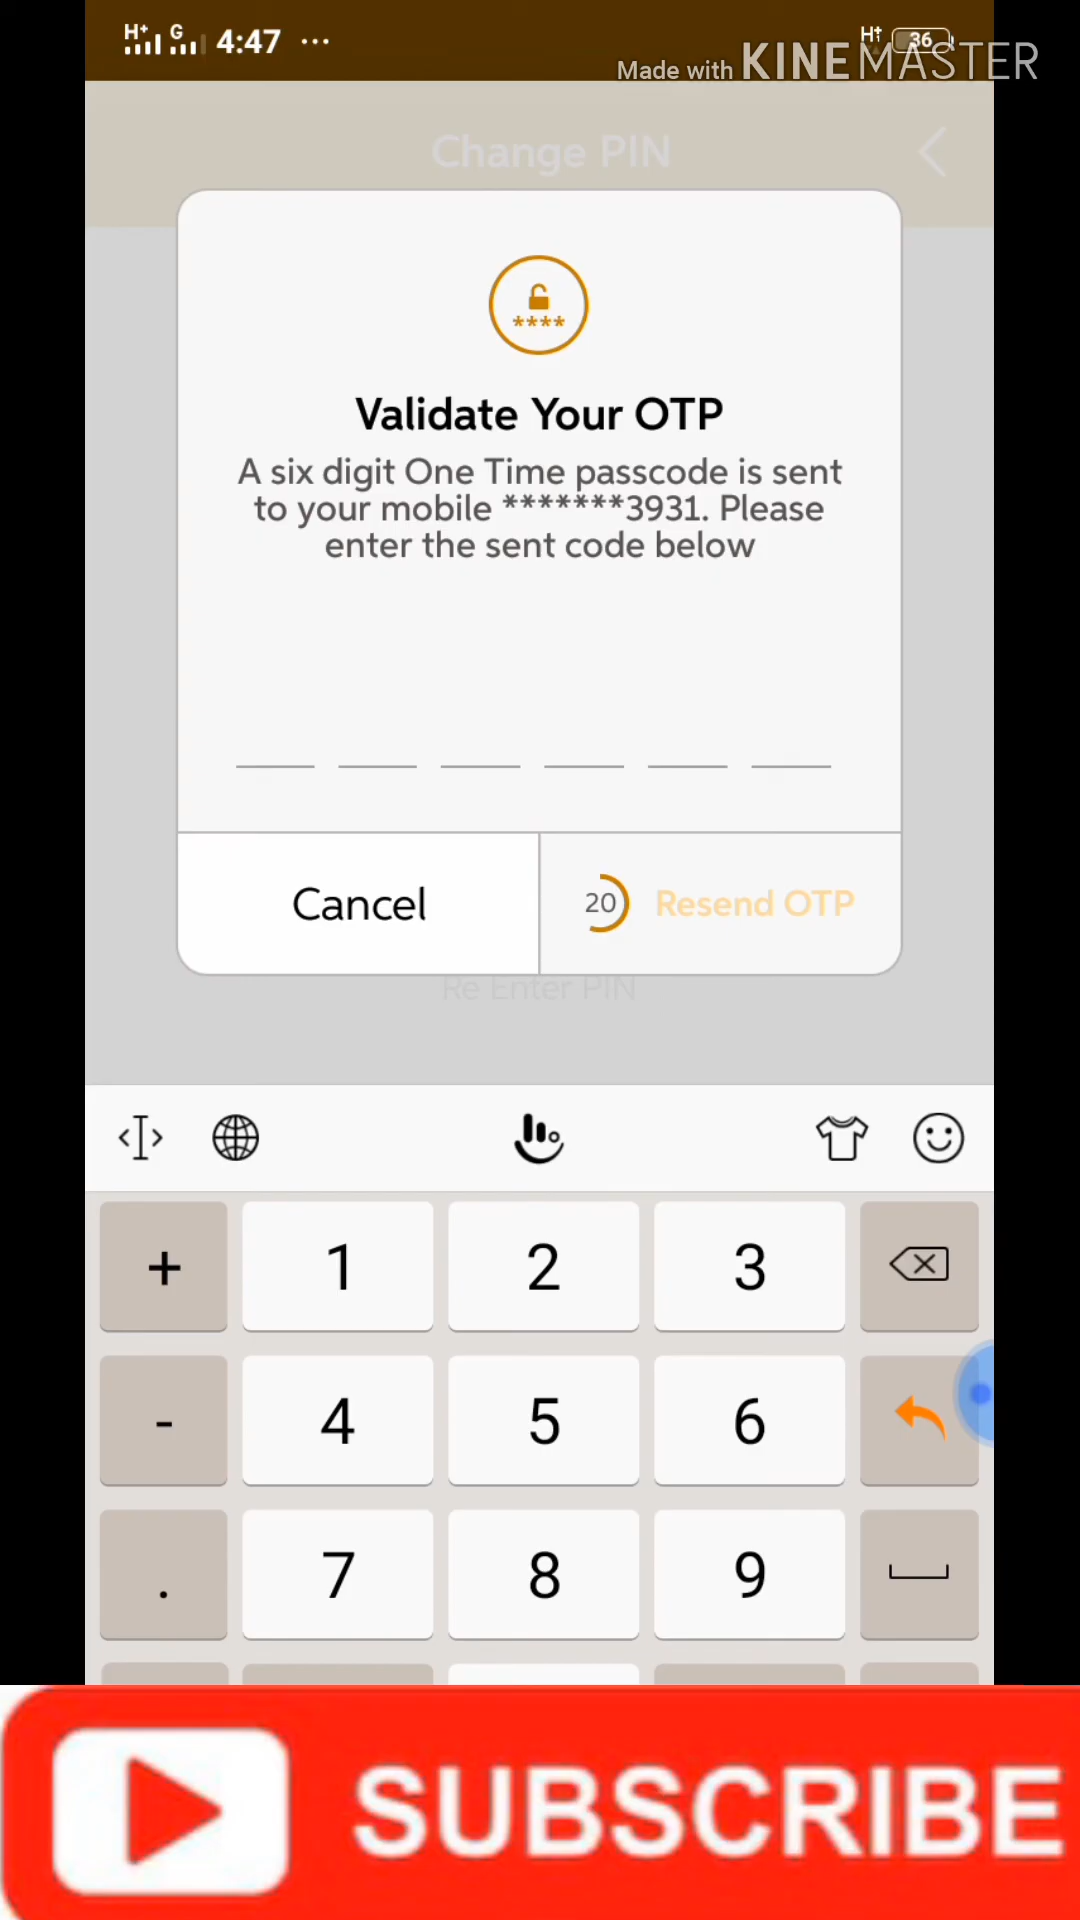 H+ G 4:47 ...
H† 36
Made with KINEMASTER
Change PIN
****
Validate Your OTP
A six digit One Time passcode is sent
to your mobile *******3931. Please
enter the sent code below
Cancel
20 Resend OTP
Re Enter PIN
+ 1 2 3
- 4 5 6
. 7 8 9
SUBSCRIBE